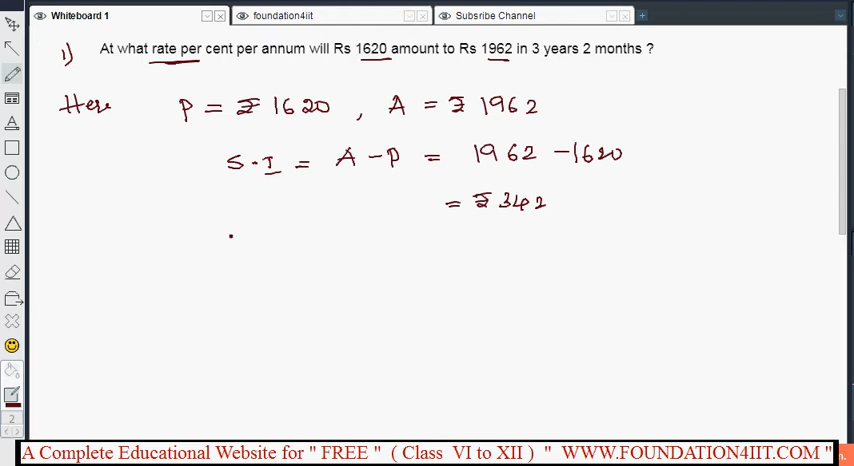 Whiteboard 1 foundation4iit Subsribe Channel
1) At what rate per cent per annum will Rs 1620 amount to Rs 1962 in 3 years 2 months ?
Here P = ₹ 1620 , A = ₹ 1962
S.I = A - P = 1962 - 1620
= ₹ 342
2
A Complete Educational Website for " FREE " ( Class VI to XII ) " WWW.FOUNDATION4IIT.COM "